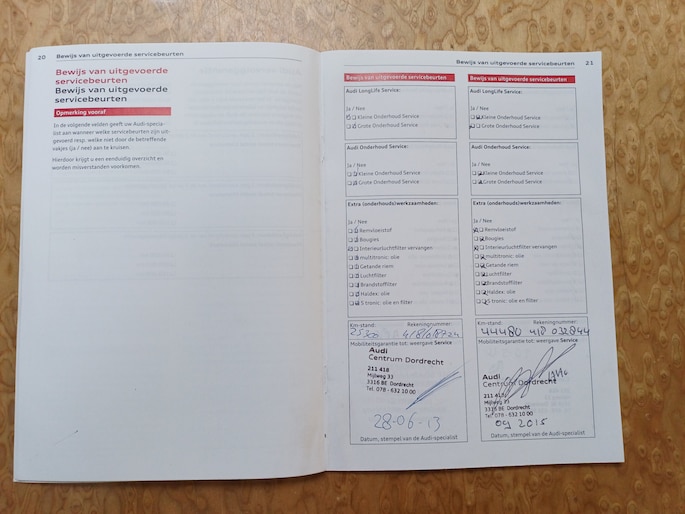 20 Bewijs van uitgevoerde servicebeurten
Bewijs van uitgevoerde
servicebeurten
Bewijs van uitgevoerde
servicebeurten
Opmerking vooraf
In de volgende velden geeft uw Audi-specia-
list aan wanneer welke servicebeurten zijn uit-
gevoerd resp. welke niet door de betreffende
vakjes (ja / nee) aan te kruisen.
Hierdoor krijgt u een eenduidig overzicht en
worden misverstanden voorkomen.
Bewijs van uitgevoerde servicebeurten 21
Bewijs van uitgevoerde servicebeurten
Audi LongLife Service:
Ja / Nee
Kleine Onderhoud Service
Grote Onderhoud Service
Audi Onderhoud Service:
Ja / Nee
Kleine Onderhoud Service
Grote Onderhoud Service
Extra (onderhouds)werkzaamheden:
Ja / Nee
Remvloeistof
Bougies
Interieurluchtfilter vervangen
multitronic: olie
Getande riem
Luchtfilter
Brandstoffilter
Haldex: olie
S tronic: olie en filter
Km-stand: Rekeningnummer:
Mobiliteitsgarantie tot: weergave Service
Audi
Centrum Dordrecht
211 418
Mijlweg 33
3316 BE Dordrecht
Tel. 078 - 632 10 00
28-06-13
Datum, stempel van de Audi-specialist
Bewijs van uitgevoerde servicebeurten
Audi LongLife Service:
Ja / Nee
Kleine Onderhoud Service
Grote Onderhoud Service
Audi Onderhoud Service:
Ja / Nee
Kleine Onderhoud Service
Grote Onderhoud Service
Extra (onderhouds)werkzaamheden:
Ja / Nee
Remvloeistof
Bougies
Interieurluchtfilter vervangen
multitronic: olie
Getande riem
Luchtfilter
Brandstoffilter
Haldex: olie
S tronic: olie en filter
Km-stand: Rekeningnummer:
44480 418 032844
Mobiliteitsgarantie tot: weergave Service
Audi
Centrum Dordrecht
211 418
Mijlweg 33
3316 BE Dordrecht
Tel. 078 - 632 10 00
09 2015
Datum, stempel van de Audi-specialist